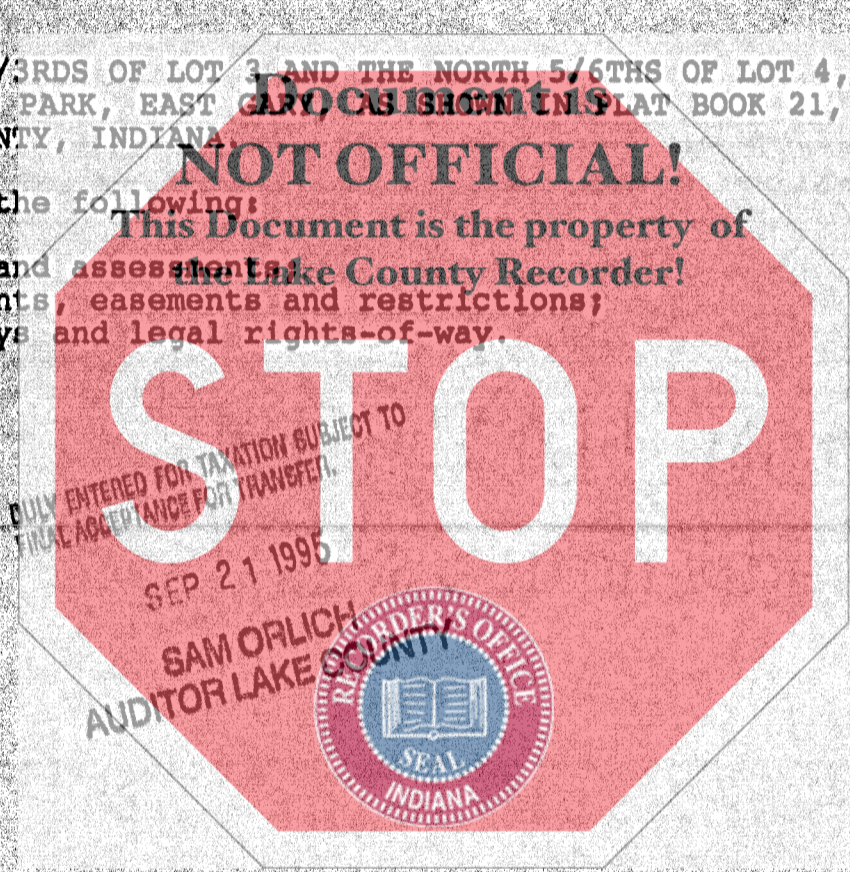 /3RDS OF LOT 3 AND THE NORTH 5/6THS OF LOT 4,
PARK, EAST GARY, AS SHOWN IN PLAT BOOK 21,
NTY, INDIANA.
Document is
NOT OFFICIAL!
the following:
This Document is the property of
the Lake County Recorder!
and assessments;
nts, easements and restrictions;
ys and legal rights-of-way.
STOP
DULY ENTERED FOR TAXATION SUBJECT TO
FINAL ACCEPTANCE FOR TRANSFER.
SEP 21 1995
SAM ORLICH
AUDITOR LAKE COUNTY
RECORDER'S OFFICE
SEAL
INDIANA